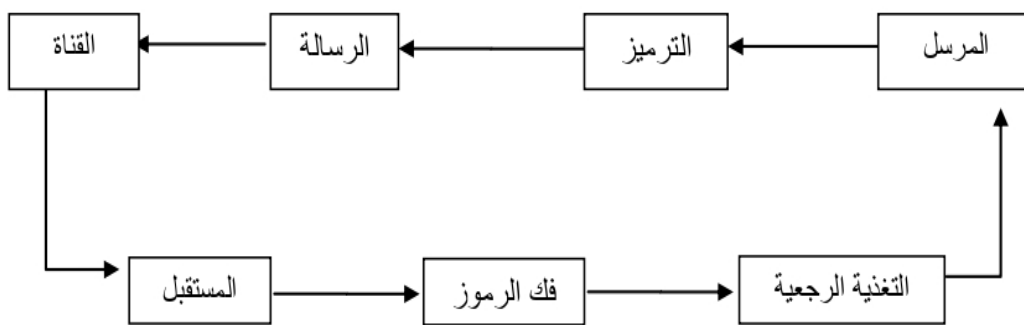 المرسل
الترميز
الرسالة
القناة
المستقبل
فك الرموز
التغذية الرجعية